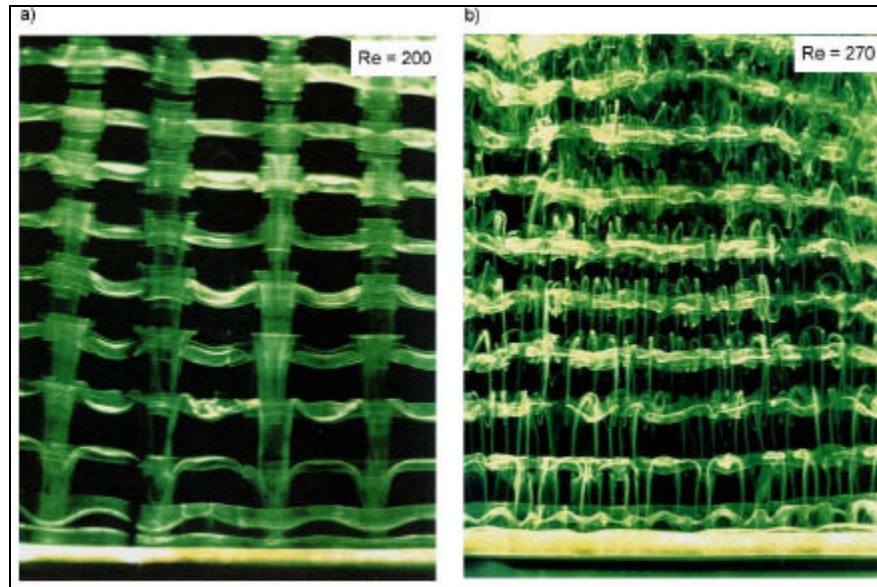 a)
Re = 200
b)
Re = 270